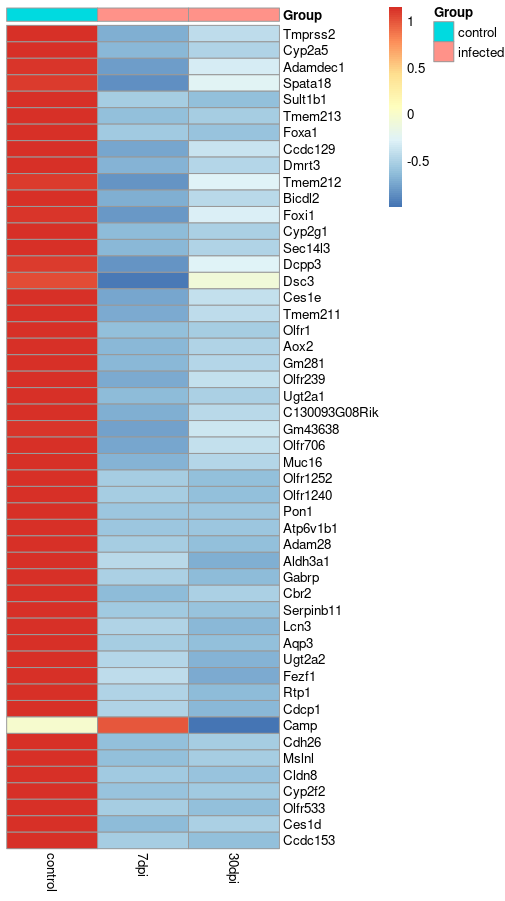 Group
Tmprss2
Cyp2a5
Adamdec1
Spata18
Sult1b1
Tmem213
Foxa1
Ccdc129
Dmrt3
Tmem212
Bicdl2
Foxi1
Cyp2g1
Sec14l3
Dcpp3
Dsc3
Ces1e
Tmem211
Olfr1
Aox2
Gm281
Olfr239
Ugt2a1
C130093G08Rik
Gm43638
Olfr706
Muc16
Olfr1252
Olfr1240
Pon1
Atp6v1b1
Adam28
Aldh3a1
Gabrp
Cbr2
Serpinb11
Lcn3
Aqp3
Ugt2a2
Fezf1
Rtp1
Cdcp1
Camp
Cdh26
Mslnl
Cldn8
Cyp2f2
Olfr533
Ces1d
Ccdc153
control
7dpi
30dpi
1
0.5
0
-0.5
Group
control
infected